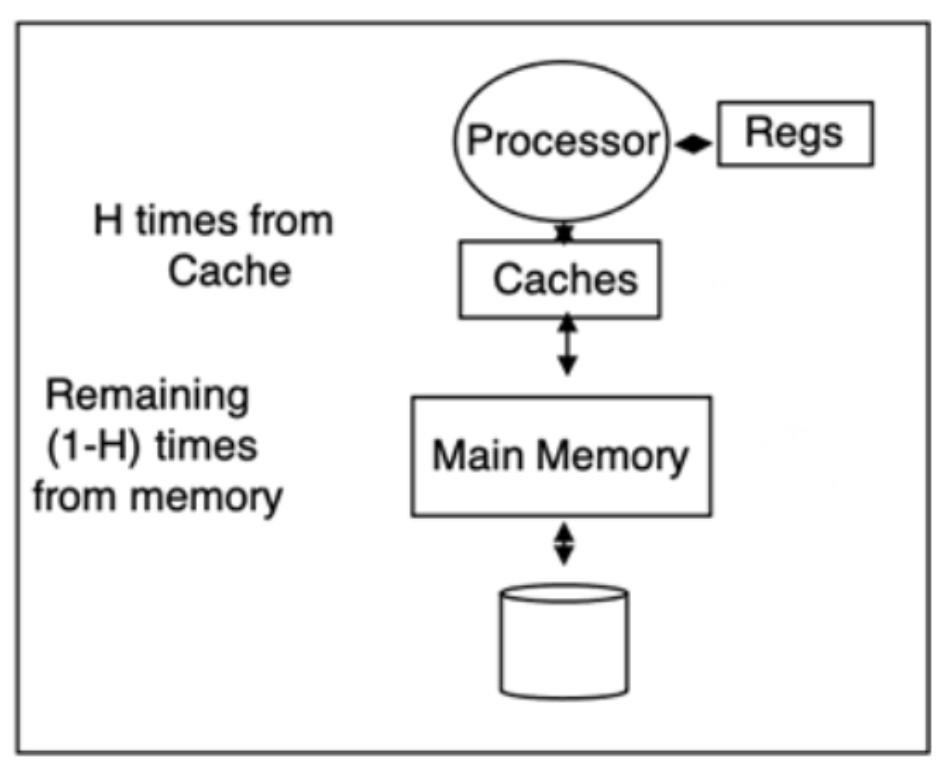 Processor
Regs
H times from
Cache
Caches
Remaining
(1-H) times
from memory
Main Memory